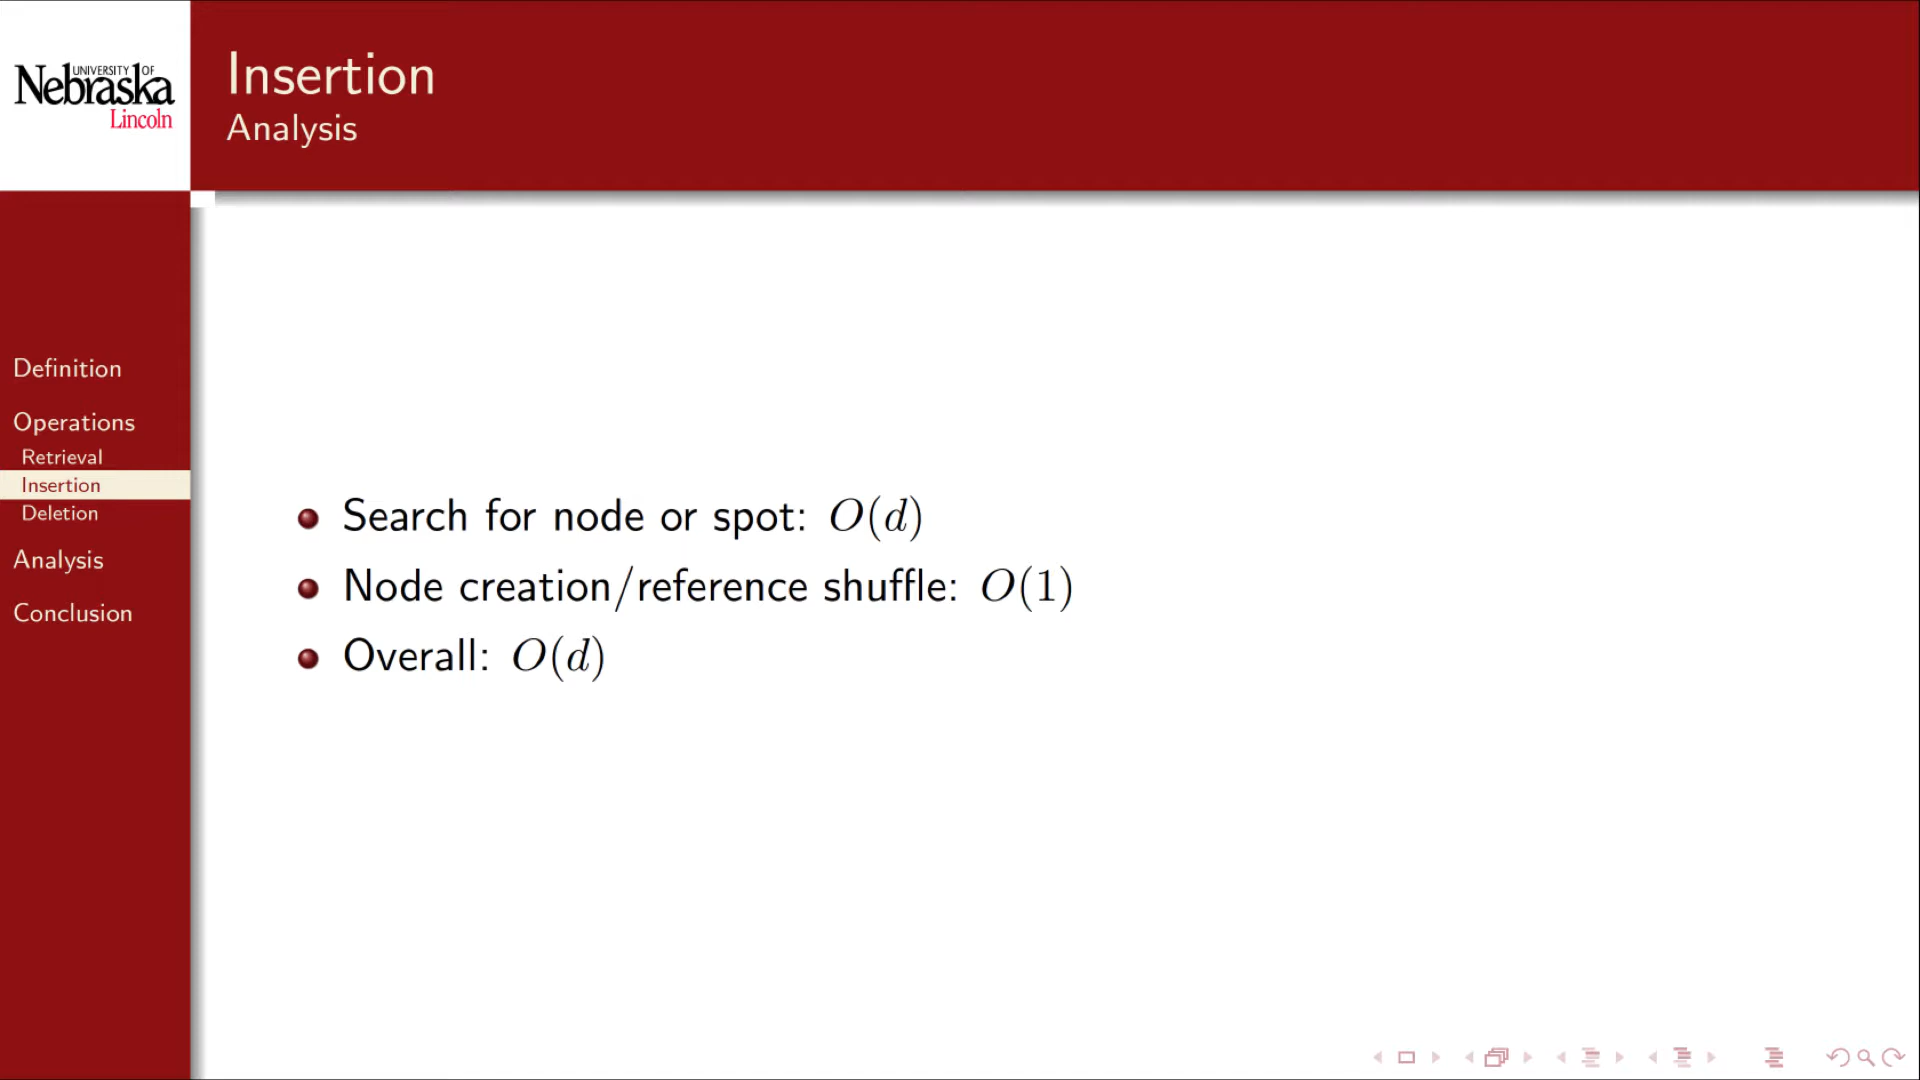 UNIVERSITY OF
Nebraska
Lincoln
Insertion
Analysis
Definition
Operations
Retrieval
Insertion
Deletion
Analysis
Conclusion
Search for node or spot: O(d)
Node creation/reference shuffle: O(1)
Overall: O(d)